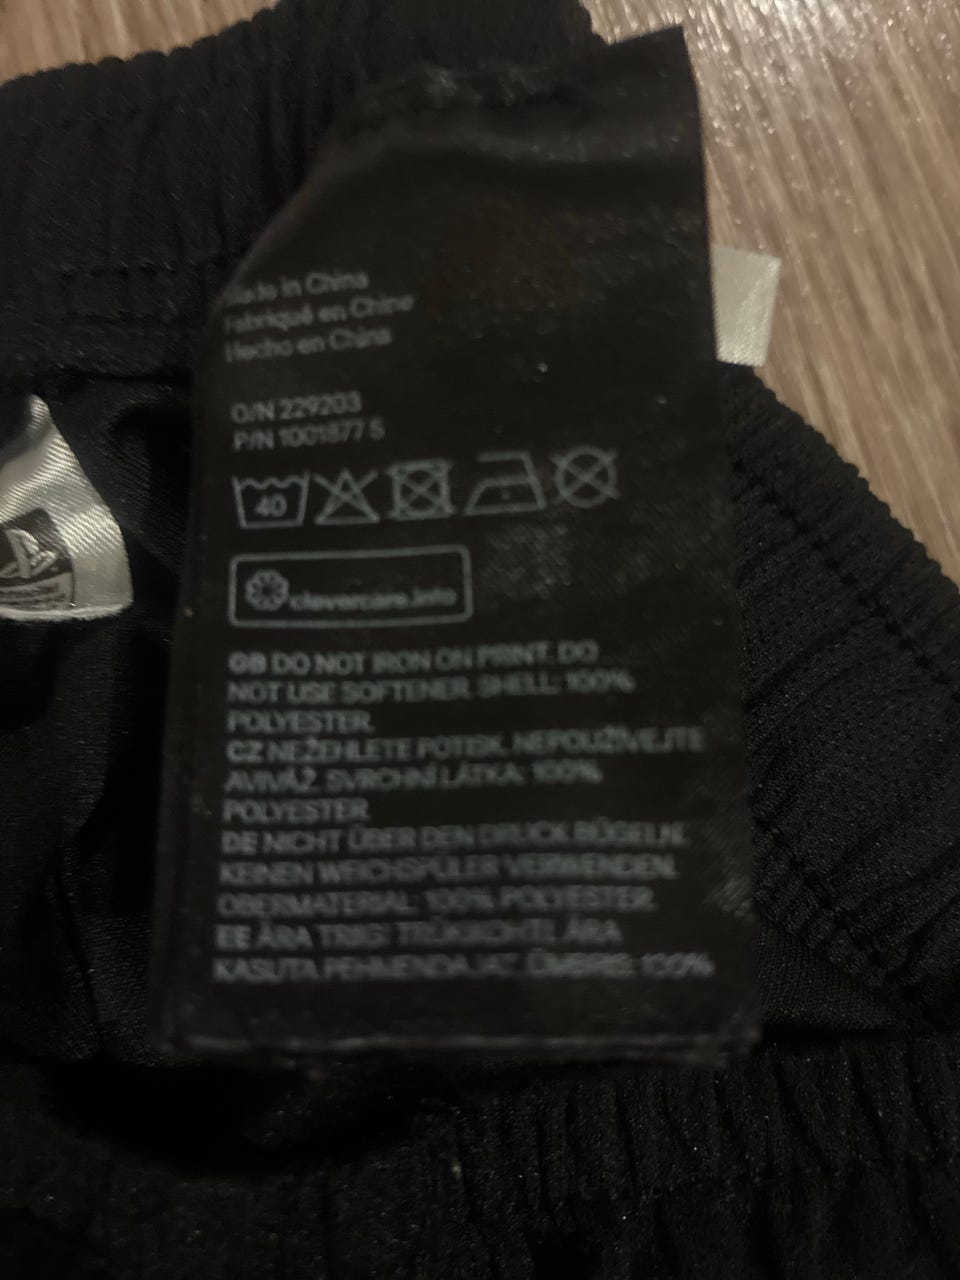 Made in China
Fabriqué en Chine
Hecho en China
O/N 229203
P/N 1001877 5
40
clevercare.info
GB DO NOT IRON ON PRINT. DO
NOT USE SOFTENER. SHELL: 100%
POLYESTER.
CZ NEŽEHLETE POTISK. NEPOUŽÍVEJTE
AVIVÁŽ. SVRCHNÍ LÁTKA: 100%
POLYESTER
DE NICHT ÜBER DEN DRUCK BÜGELN.
KEINEN WEICHSPÜLER VERWENDEN.
OBERMATERIAL: 100% POLYESTER.
EE ÄRA TRIIGI TRÜKKKOHTI. ÄRA
KASUTA PEHMENDAJAT. ÜMBRIS: 100%